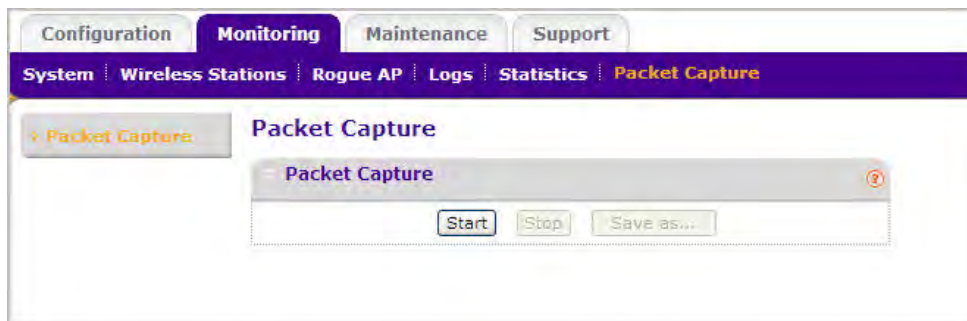 Configuration Monitoring Maintenance Support
System Wireless Stations Rogue AP Logs Statistics Packet Capture
Packet Capture
Packet Capture
Packet Capture
?
Start Stop Save as...